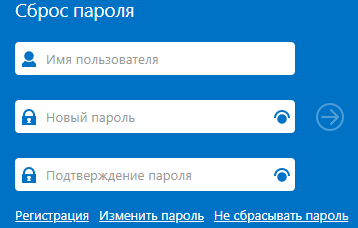 Сброс пароля
Имя пользователя
Новый пароль
Подтверждение пароля
Регистрация Изменить пароль Не сбрасывать пароль